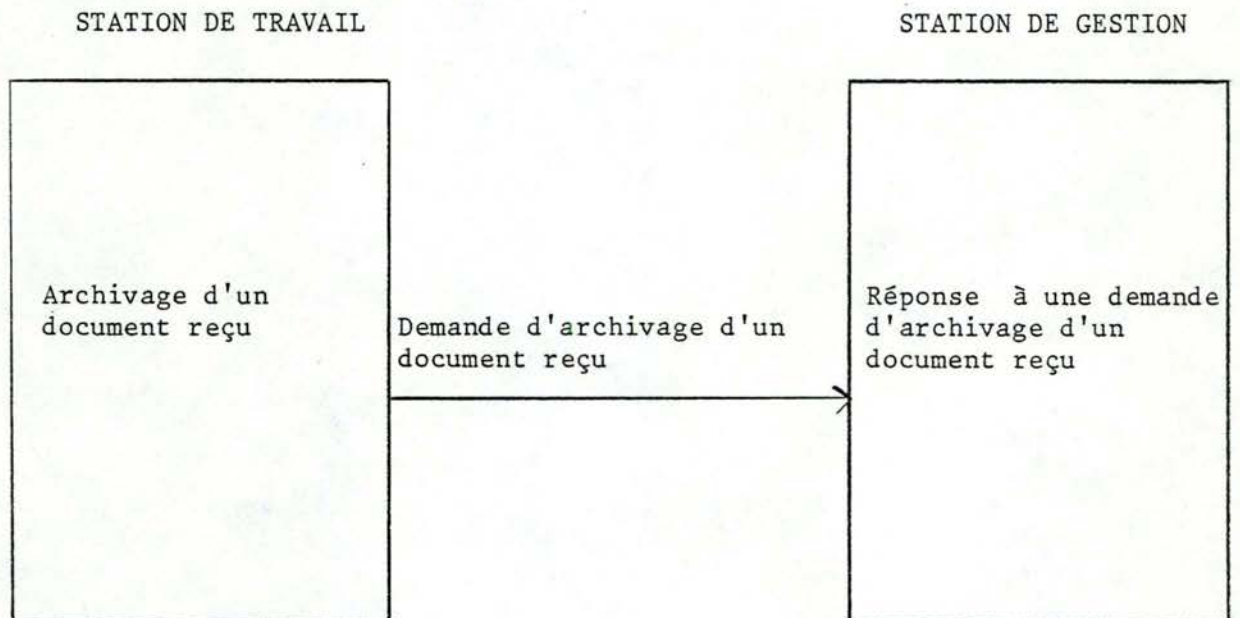 STATION DE TRAVAIL
STATION DE GESTION
Archivage d'un
document reçu
Demande d'archivage d'un
document reçu
Réponse à une demande
d'archivage d'un
document reçu